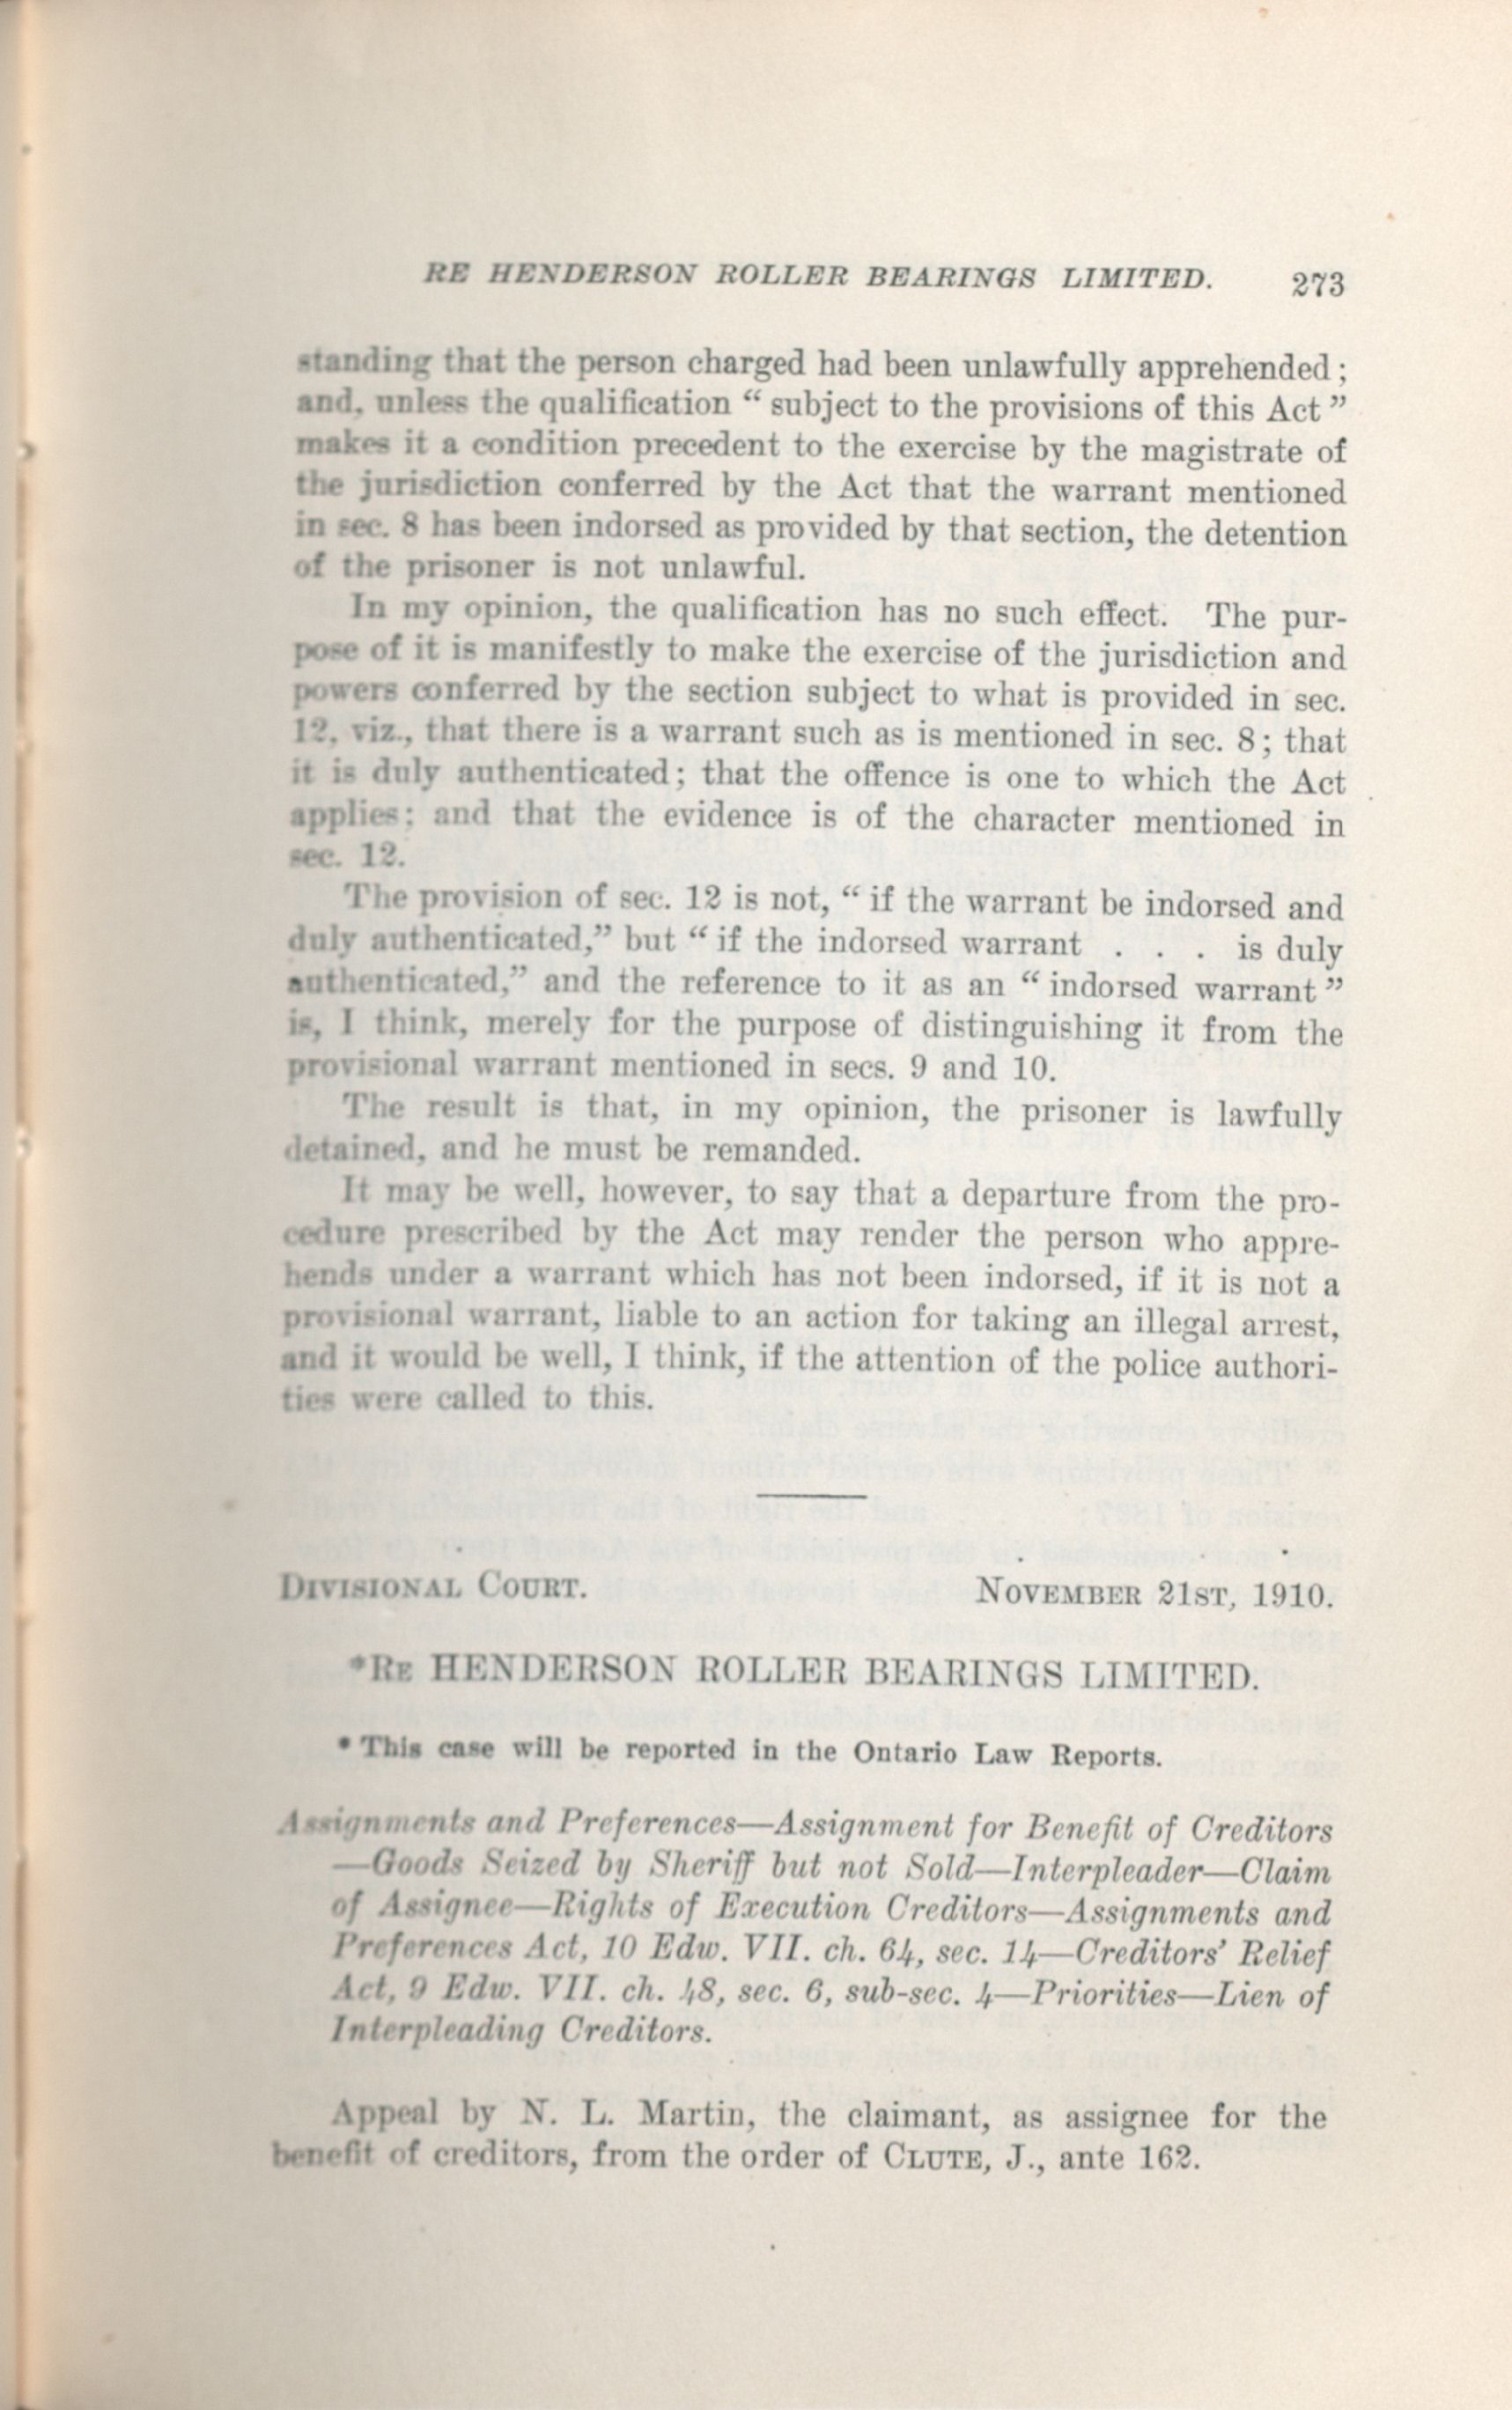 RE HENDERSON ROLLER BEARINGS LIMITED. 273
standing that the person charged had been unlawfully apprehended;
and, unless the qualification “ subject to the provisions of this Act ”
makes it a condition precedent to the exercise by the magistrate of
the jurisdiction conferred by the Act that the warrant mentioned
in sec. 8 has been indorsed as provided by that section, the detention
of the prisoner is not unlawful.
In my opinion, the qualification has no such effect. The pur-
pose of it is manifestly to make the exercise of the jurisdiction and
powers conferred by the section subject to what is provided in sec.
12, viz., that there is a warrant such as is mentioned in sec. 8; that
it is duly authenticated; that the offence is one to which the Act
applies; and that the evidence is of the character mentioned in
sec. 12.
The provision of sec. 12 is not, “ if the warrant be indorsed and
duly authenticated,” but “ if the indorsed warrant . . . is duly
authenticated,” and the reference to it as an “ indorsed warrant ”
is, I think, merely for the purpose of distinguishing it from the
provisional warrant mentioned in secs. 9 and 10.
The result is that, in my opinion, the prisoner is lawfully
detained, and he must be remanded.
It may be well, however, to say that a departure from the pro-
cedure prescribed by the Act may render the person who appre-
hends under a warrant which has not been indorsed, if it is not a
provisional warrant, liable to an action for taking an illegal arrest,
and it would be well, I think, if the attention of the police authori-
ties were called to this.
DIVISIONAL COURT. NOVEMBER 21ST, 1910.
*RE HENDERSON ROLLER BEARINGS LIMITED.
* This case will be reported in the Ontario Law Reports.
Assignments and Preferences—Assignment for Benefit of Creditors
—Goods Seized by Sheriff but not Sold—Interpleader—Claim
of Assignee—Rights of Execution Creditors—Assignments and
Preferences Act, 10 Edw. VII. ch. 64, sec. 14—Creditors’ Relief
Act, 9 Edw. VII. ch. 48, sec. 6, sub-sec. 4—Priorities—Lien of
Interpleading Creditors.
Appeal by N. L. Martin, the claimant, as assignee for the
benefit of creditors, from the order of CLUTE, J., ante 162.